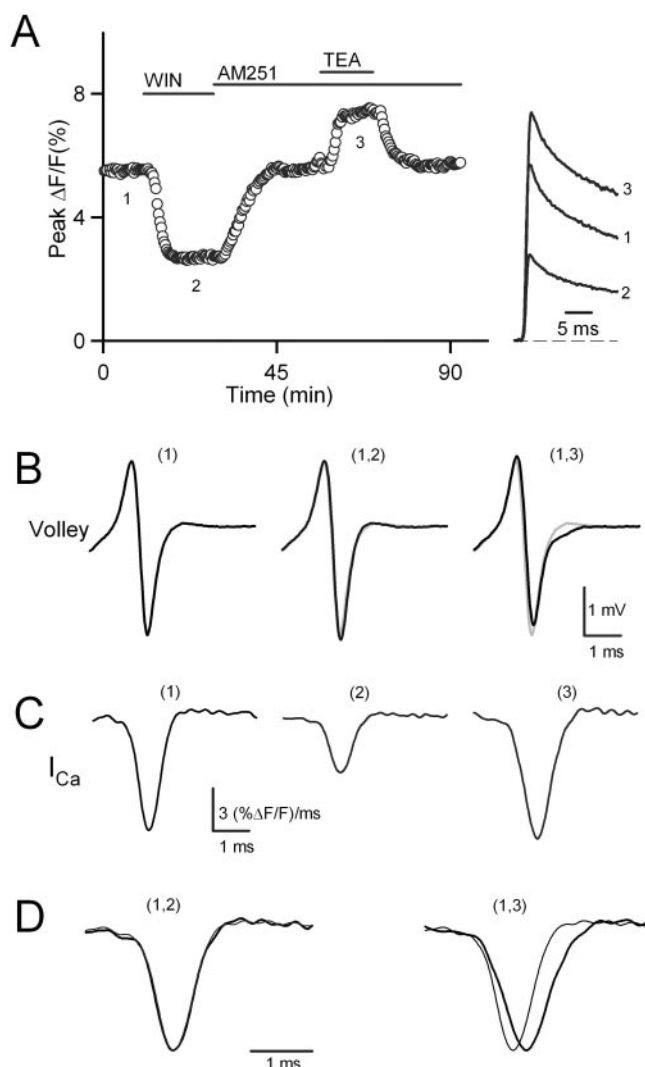 A
8
4
0
Peak ΔF/F(%)
WIN
AM251
TEA
1
2
3
0
45
90
Time (min)
3
1
2
5 ms
B
(1)
(1,2)
(1,3)
Volley
1 mV
1 ms
C
(1)
(2)
(3)
I_Ca
3 (%ΔF/F)/ms
1 ms
D
(1,2)
(1,3)
1 ms